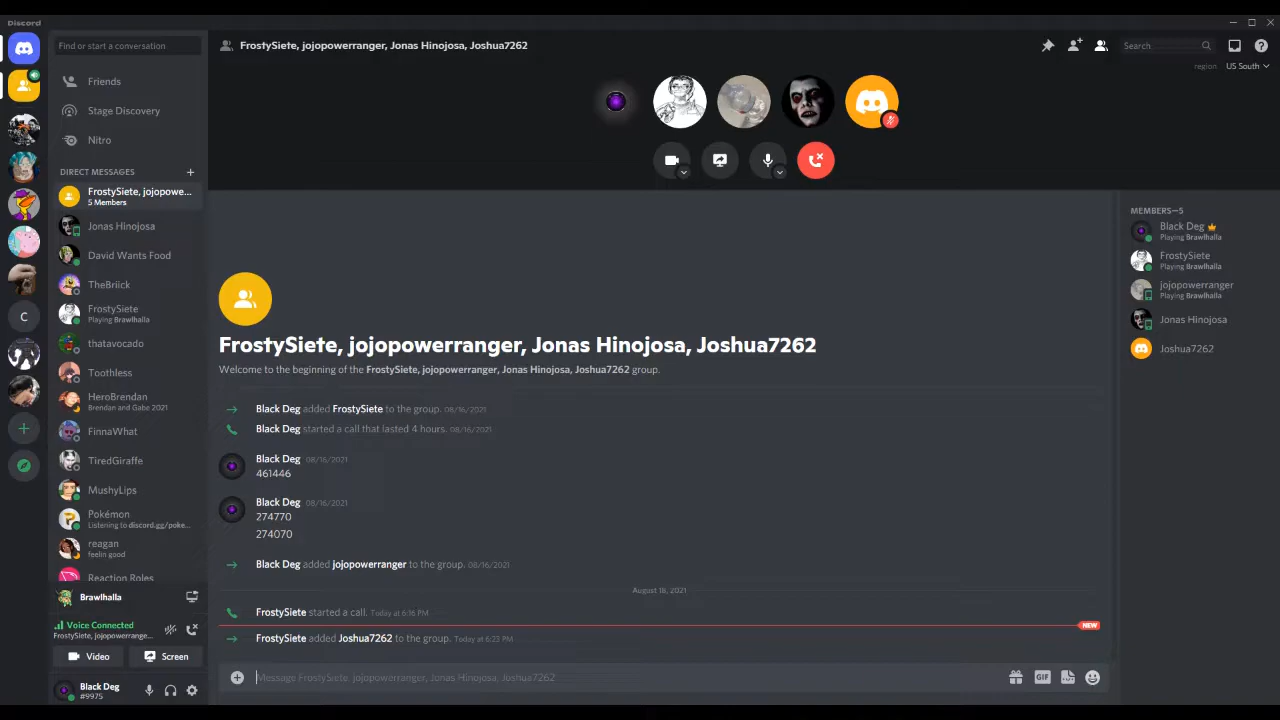 Discord
Find or start a conversation
Friends
Stage Discovery
Nitro
DIRECT MESSAGES
FrostySiete, jojopowe...
5 Members
Jonas Hinojosa
David Wants Food
TheBriick
FrostySiete
Playing Brawlhalla
thatavocado
Toothless
HeroBrendan
Brendan and Gabe 2021
FinnaWhat
TiredGiraffe
MushyLips
Pokémon
Listening to discord.gg/poke...
reagan
feelin good
Reaction Roles
C
Brawlhalla
Voice Connected
FrostySiete, jojopowerrange...
Video
Screen
Black Deg
#9975
FrostySiete, jojopowerranger, Jonas Hinojosa, Joshua7262
Search
region US South
FrostySiete, jojopowerranger, Jonas Hinojosa, Joshua7262
Welcome to the beginning of the FrostySiete, jojopowerranger, Jonas Hinojosa, Joshua7262 group.
Black Deg added FrostySiete to the group. 08/16/2021
Black Deg started a call that lasted 4 hours. 08/16/2021
Black Deg 08/16/2021
461446
Black Deg 08/16/2021
274770
274070
Black Deg added jojopowerranger to the group. 08/16/2021
August 18, 2021
FrostySiete started a call. Today at 6:16 PM
NEW
FrostySiete added Joshua7262 to the group. Today at 6:23 PM
Message FrostySiete, jojopowerranger, Jonas Hinojosa, Joshua7262
GIF
MEMBERS—5
Black Deg
Playing Brawlhalla
FrostySiete
Playing Brawlhalla
jojopowerranger
Playing Brawlhalla
Jonas Hinojosa
Joshua7262